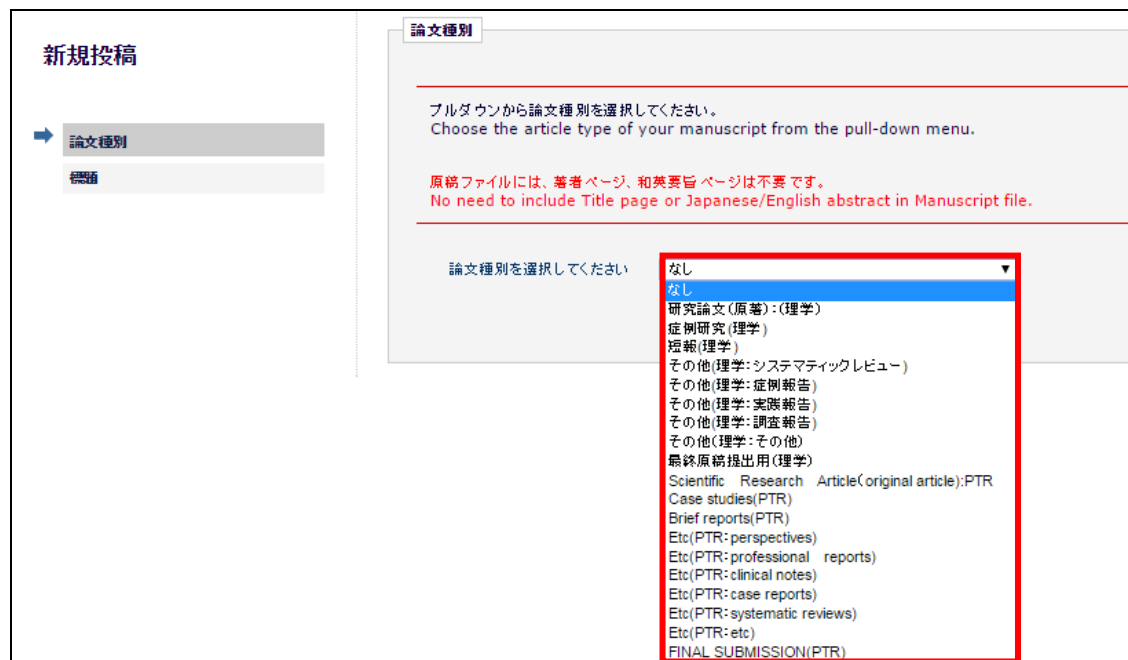 新規投稿
論文種別
標題
論文種別
プルダウンから論文種別を選択してください。
Choose the article type of your manuscript from the pull-down menu.
原稿ファイルには、著者ページ、和英要旨ページは不要です。
No need to include Title page or Japanese/English abstract in Manuscript file.
論文種別を選択してください
なし
なし
研究論文(原著):(理学)
症例研究(理学)
短報(理学)
その他(理学:システマティックレビュー)
その他(理学:症例報告)
その他(理学:実践報告)
その他(理学:調査報告)
その他(理学:その他)
最終原稿提出用(理学)
Scientific Research Article(original article):PTR
Case studies(PTR)
Brief reports(PTR)
Etc(PTR:perspectives)
Etc(PTR:professional reports)
Etc(PTR:clinical notes)
Etc(PTR:case reports)
Etc(PTR:systematic reviews)
Etc(PTR:etc)
FINAL SUBMISSION(PTR)